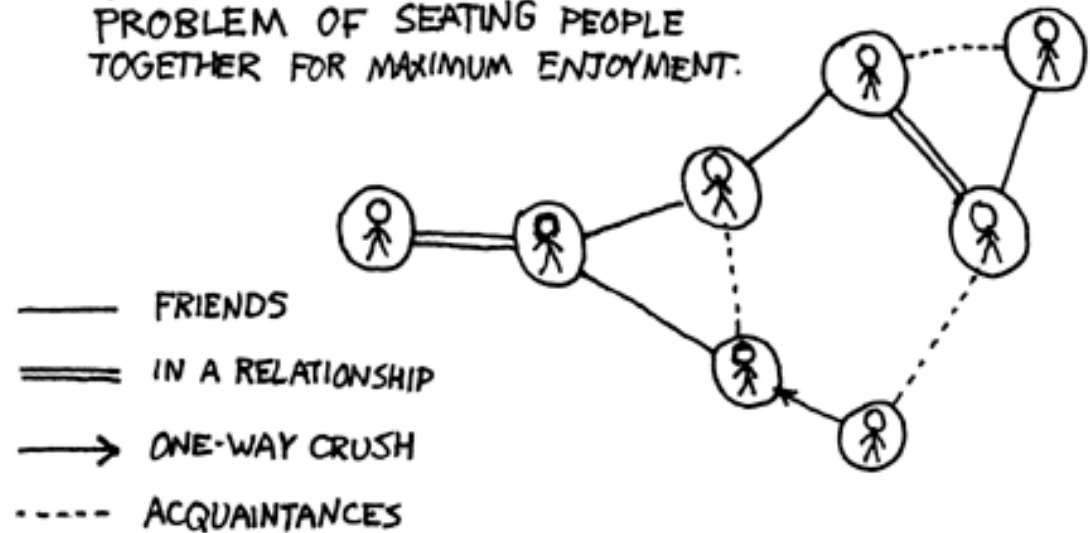 PROBLEM OF SEATING PEOPLE
TOGETHER FOR MAXIMUM ENJOYMENT.
FRIENDS
IN A RELATIONSHIP
ONE-WAY CRUSH
ACQUAINTANCES